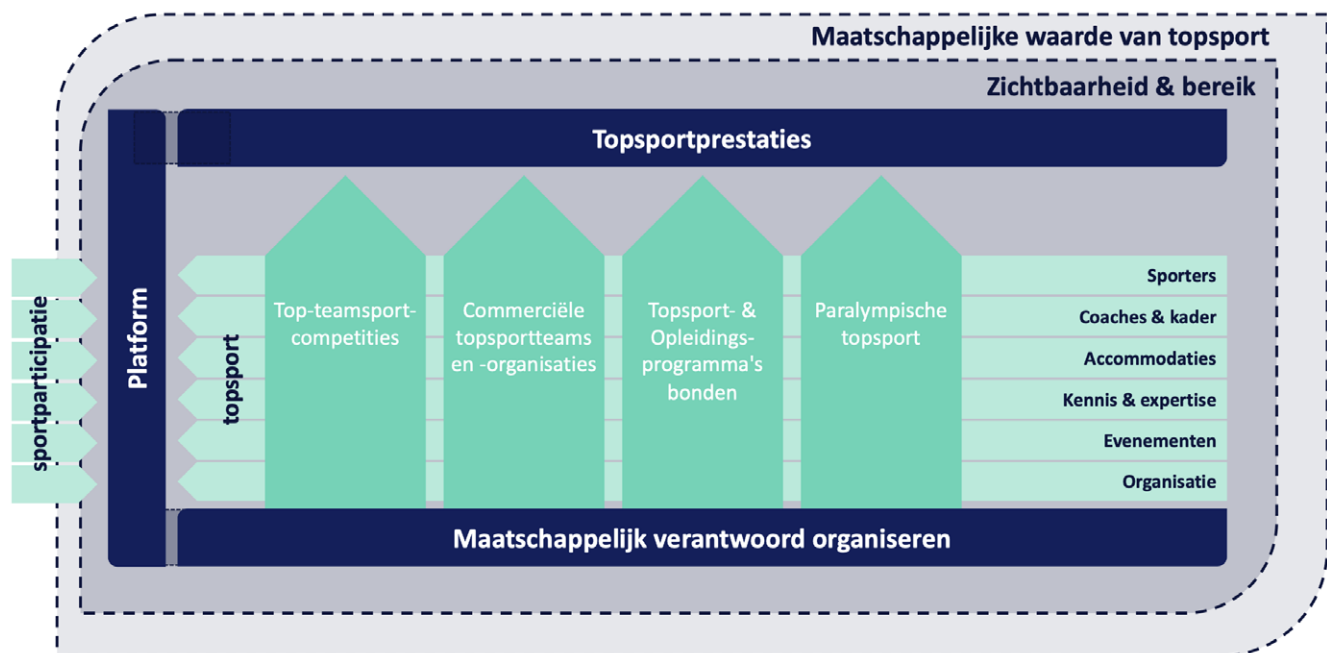 Maatschappelijke waarde van topsport
Zichtbaarheid & bereik
Topsportprestaties
sportparticipatie
Platform
topsport
Top-teamsport-
competities
Commerciële
topsportteams
en -organisaties
Topsport- &
Opleidings-
programma's
bonden
Paralympische
topsport
Sporters
Coaches & kader
Accommodaties
Kennis & expertise
Evenementen
Organisatie
Maatschappelijk verantwoord organiseren